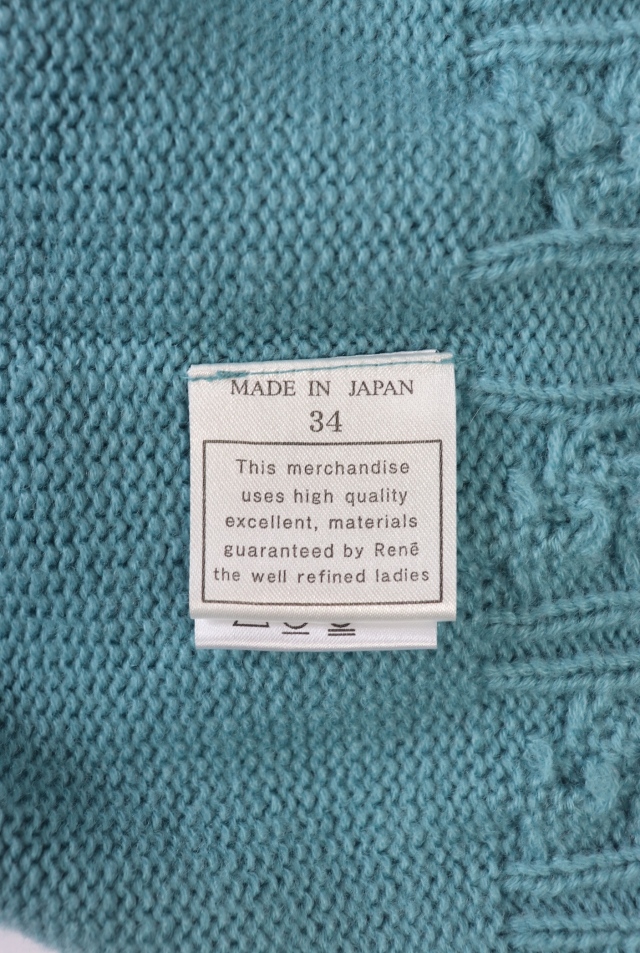 MADE IN JAPAN
34
This merchandise
uses high quality
excellent, materials
guaranteed by René
the well refined ladies